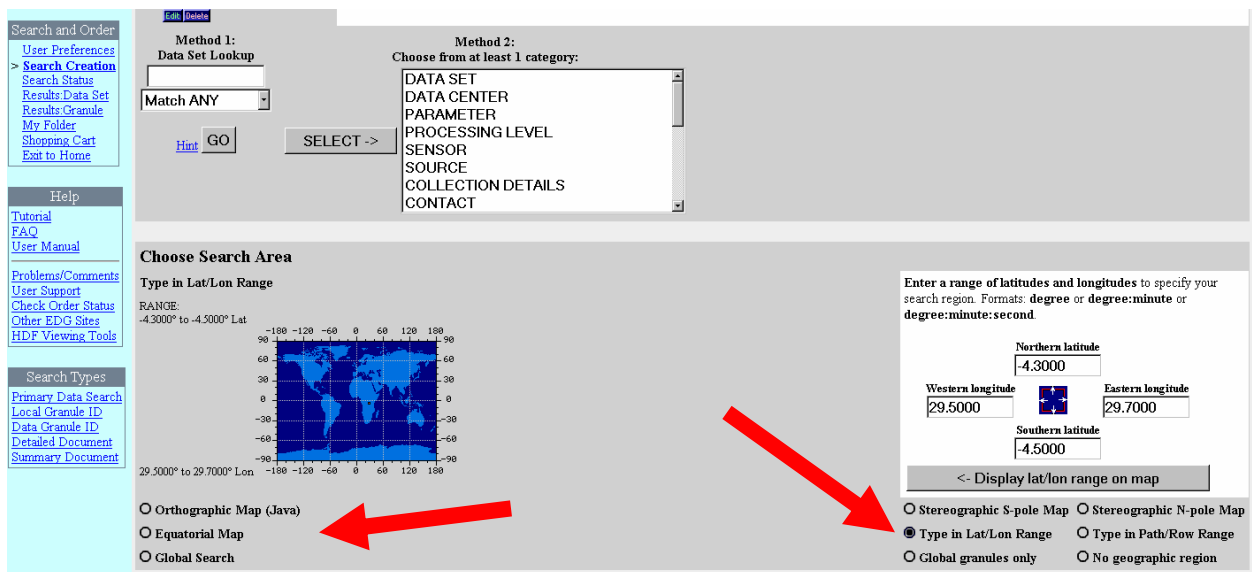 Edit Delete
Search and Order
User Preferences
> Search Creation
Search Status
Results:Data Set
Results:Granule
My Folder
Shopping Cart
Exit to Home
Help
Tutorial
FAQ
User Manual
Problems/Comments
User Support
Check Order Status
Other EDG Sites
HDF Viewing Tools
Search Types
Primary Data Search
Local Granule ID
Data Granule ID
Detailed Document
Summary Document
Method 1:
Data Set Lookup
Match ANY
Hint GO
SELECT ->
Method 2:
Choose from at least 1 category:
DATA SET
DATA CENTER
PARAMETER
PROCESSING LEVEL
SENSOR
SOURCE
COLLECTION DETAILS
CONTACT
Choose Search Area
Type in Lat/Lon Range
RANGE:
-4.3000° to -4.5000° Lat
-180 -120 -60 0 60 120 180
90 90
60 60
30 30
0 0
-30 -30
-60 -60
-90 -90
29.5000° to 29.7000° Lon -180 -120 -60 0 60 120 180
Orthographic Map (Java)
Equatorial Map
Global Search
Enter a range of latitudes and longitudes to specify your
search region. Formats: degree or degree:minute or
degree:minute:second.
Northern latitude
-4.3000
Western longitude Eastern longitude
29.5000 29.7000
Southern latitude
-4.5000
<- Display lat/lon range on map
Stereographic S-pole Map Stereographic N-pole Map
Type in Lat/Lon Range Type in Path/Row Range
Global granules only No geographic region